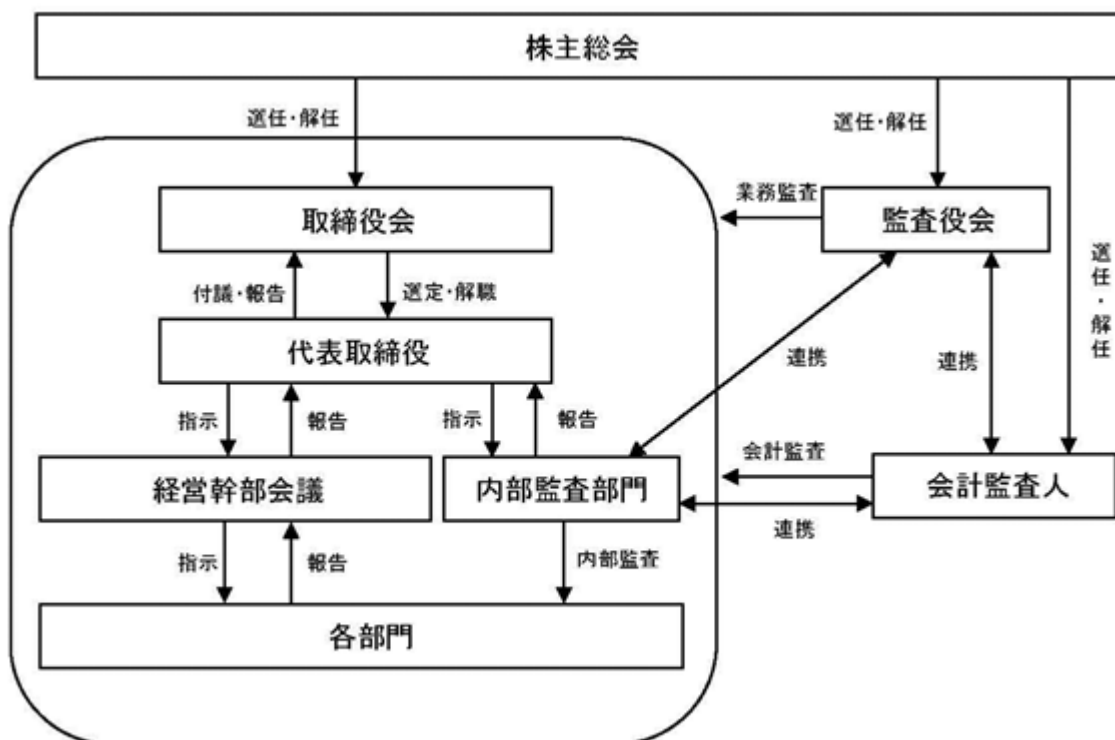 株主総会
選任・解任
選任・解任
取締役会
業務監査
監査役会
選任・解任
付議・報告
選定・解職
代表取締役
連携
連携
指示
報告
指示
報告
会計監査
経営幹部会議
内部監査部門
会計監査人
連携
指示
報告
内部監査
各部門